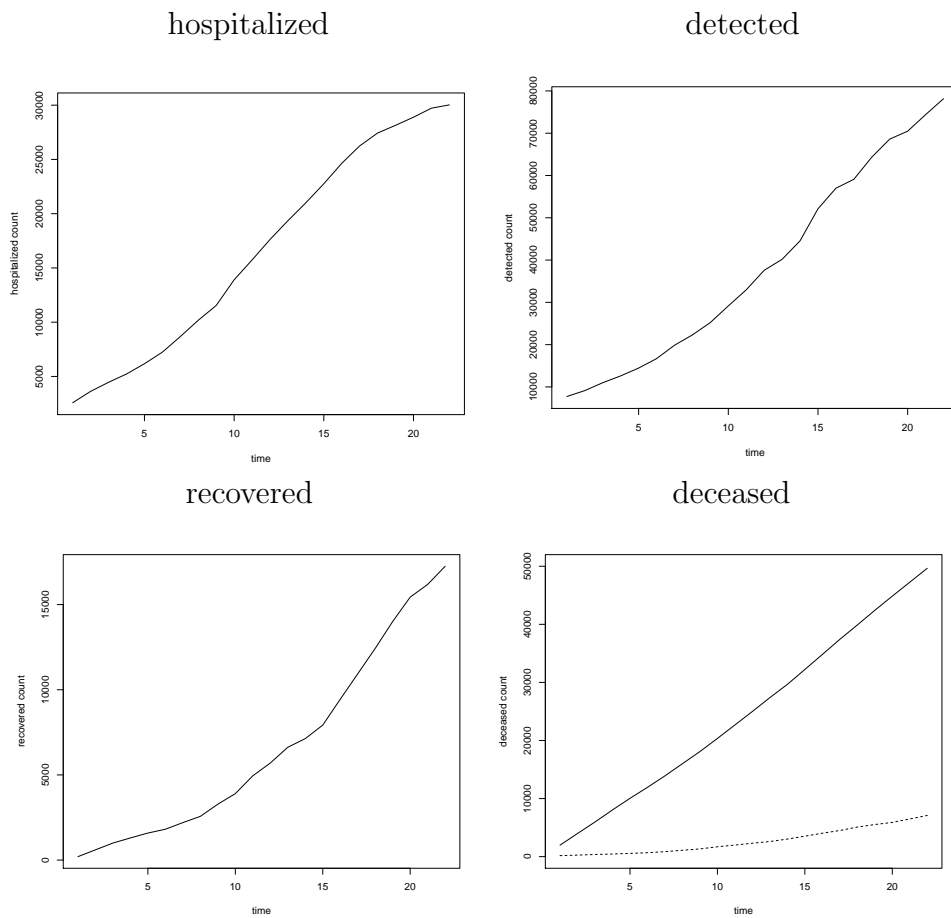 hospitalized
detected
hospitalized count
5000 10000 15000 20000 25000 30000
5 10 15 20
time
detected count
10000 20000 30000 40000 50000 60000 70000 80000
5 10 15 20
time
recovered
deceased
recovered count
0 5000 10000 15000
5 10 15 20
time
deceased count
0 10000 20000 30000 40000 50000
5 10 15 20
time